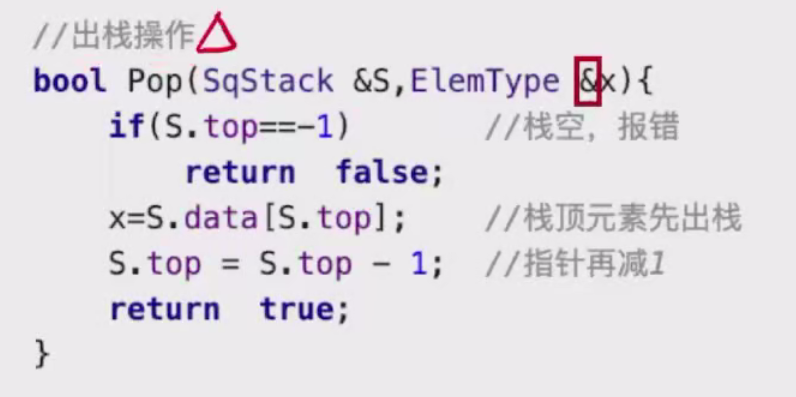 //出栈操作
bool Pop(SqStack &S,ElemType &x){
    if(S.top==-1)        //栈空，报错
        return  false;
    x=S.data[S.top];    //栈顶元素先出栈
    S.top = S.top - 1;  //指针再减1
    return  true;
}